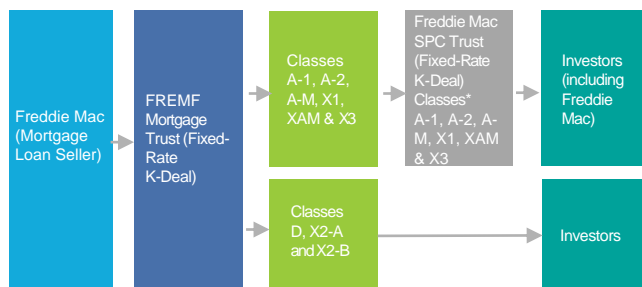 Freddie Mac
(Mortgage
Loan Seller)
FREMF
Mortgage
Trust (Fixed-
Rate
K-Deal)
Classes
A-1, A-2,
A-M, X1,
XAM & X3
Freddie Mac
SPC Trust
(Fixed-Rate
K-Deal)
Classes*
A-1, A-2, A-
M, X1, XAM
& X3
Investors
(including
Freddie
Mac)
Classes
D, X2-A
and X2-B
Investors